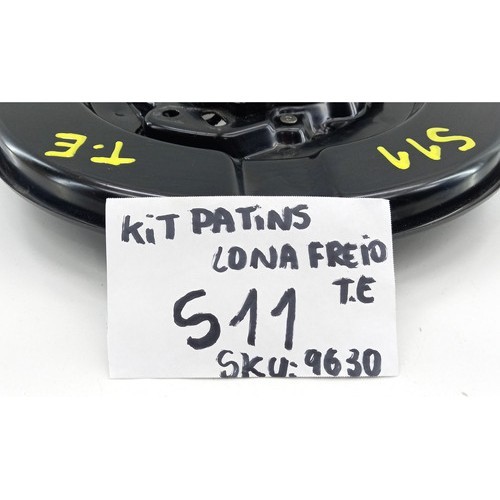 T.E
S11
KIT PATINS
LONA FREIO
T.E
S11
SKU: 9630